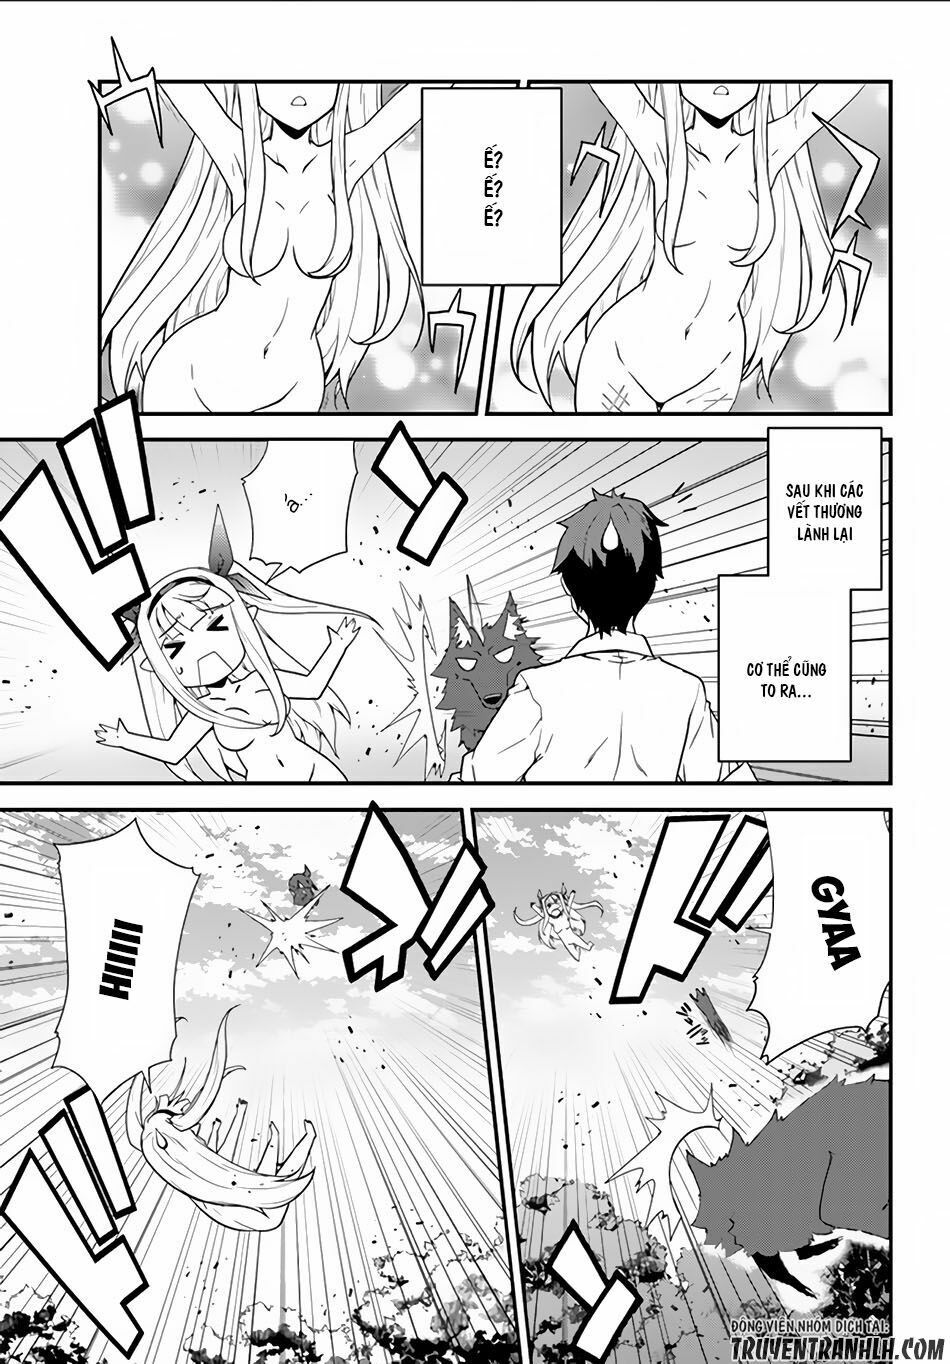 Ế?
Ế?
Ế?
SAU KHI CÁC
VẾT THƯƠNG
LÀNH LẠI
CƠ THỂ CŨNG
TO RA...
GYAA
HIIIII
ĐỘNG VIÊN NHÓM DỊCH TẠI:
TRUYENTRANHLH.COM